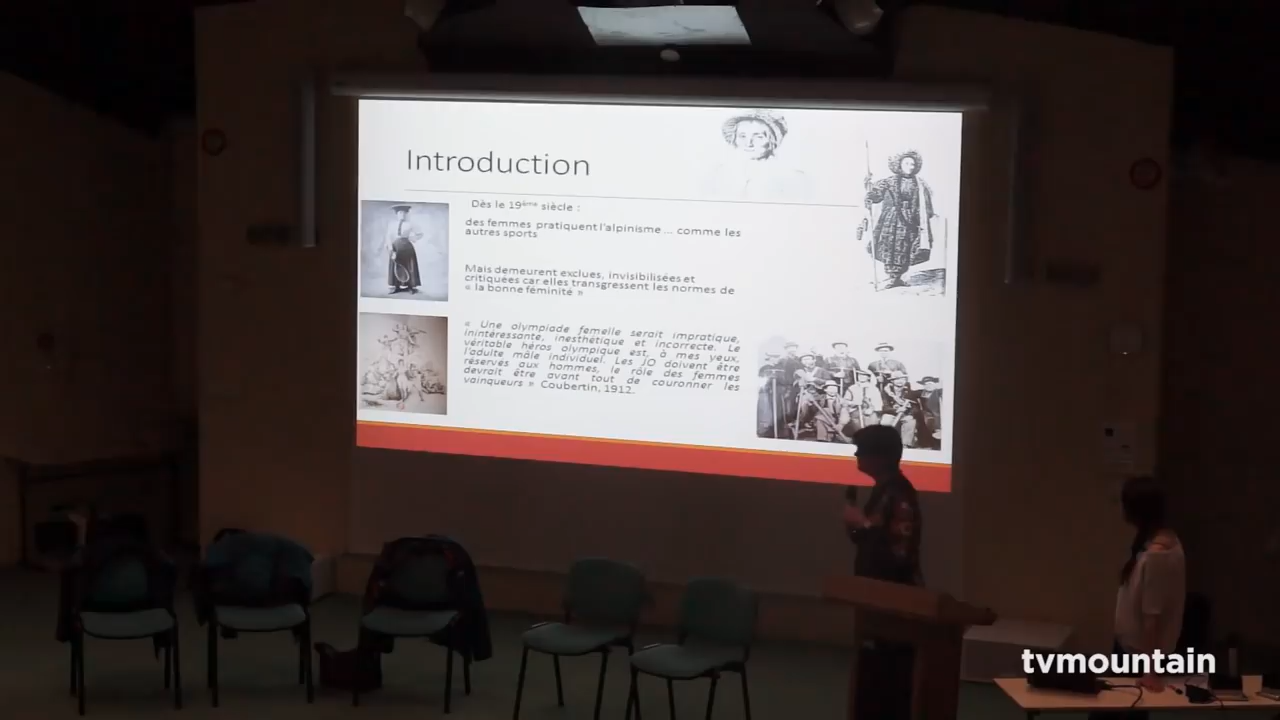 Introduction
Dès le 19ème siècle :
des femmes pratiquent l'alpinisme ... comme les
autres sports
Mais demeurent exclues, invisibilisées et
critiquées car elles transgressent les normes de
« la bonne féminité »
« Une olympiade femelle serait impratique,
inintéressante, inesthétique et incorrecte. Le
véritable héros olympique est, à mes yeux,
l'adulte mâle individuel. Les JO doivent être
réservés aux hommes, le rôle des femmes
devrait être avant tout de couronner les
vainqueurs » Coubertin, 1912.
tvmountain